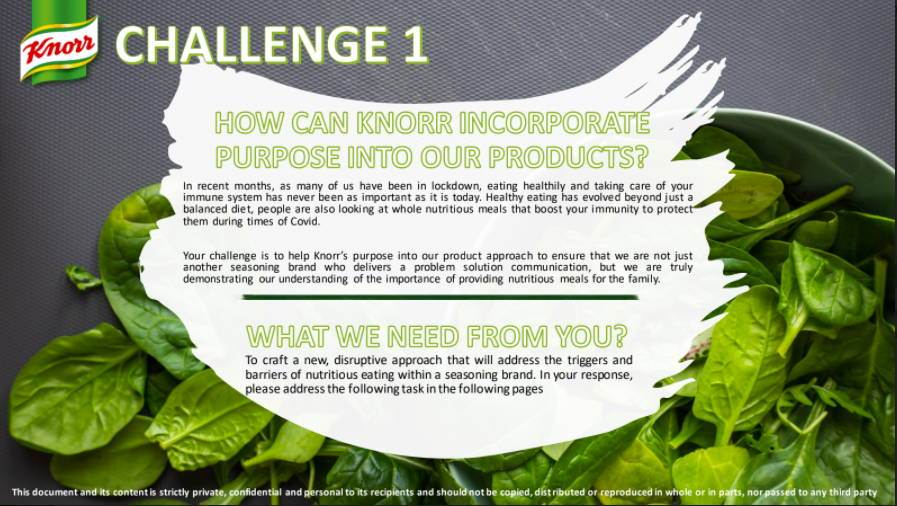 Knorr
CHALLENGE 1
HOW CAN KNORR INCORPORATE
PURPOSE INTO OUR PRODUCTS?
In recent months, as many of us have been in lockdown, eating healthily and taking care of your
immune system has never been as important as it is today. Healthy eating has evolved beyond just a
balanced diet, people are also looking at whole nutritious meals that boost your immunity to protect
them during times of Covid.
Your challenge is to help Knorr's purpose into our product approach to ensure that we are not just
another seasoning brand who delivers a problem solution communication, but we are truly
demonstrating our understanding of the importance of providing nutritious meals for the family.
WHAT WE NEED FROM YOU?
To craft a new, disruptive approach that will address the triggers and
barriers of nutritious eating within a seasoning brand. In your response,
please address the following task in the following pages
This document and its content is strictly private, confidential and personal to its recipients and should not be copied, distributed or reproduced in whole or in parts, nor passed to any third party